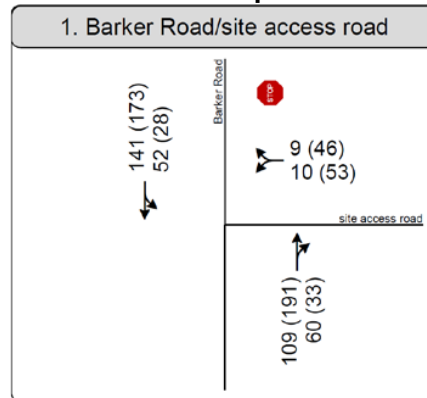 1. Barker Road/site access road
Barker Road
STOP
141 (173)
52 (28)
9 (46)
10 (53)
site access road
109 (191)
60 (33)